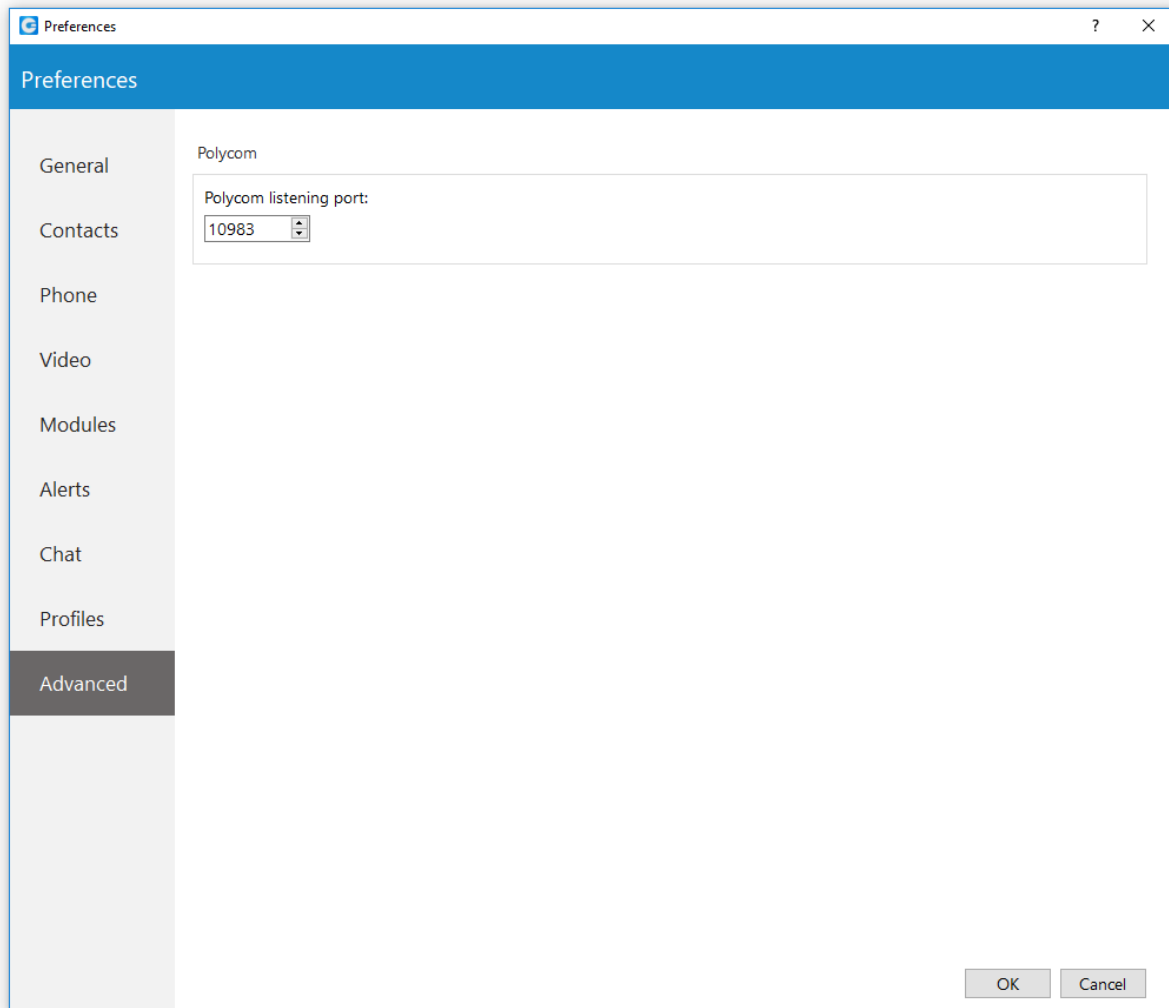 Preferences
?
Preferences
General
Contacts
Phone
Video
Modules
Alerts
Chat
Profiles
Advanced
Polycom
Polycom listening port:
10983
OK
Cancel